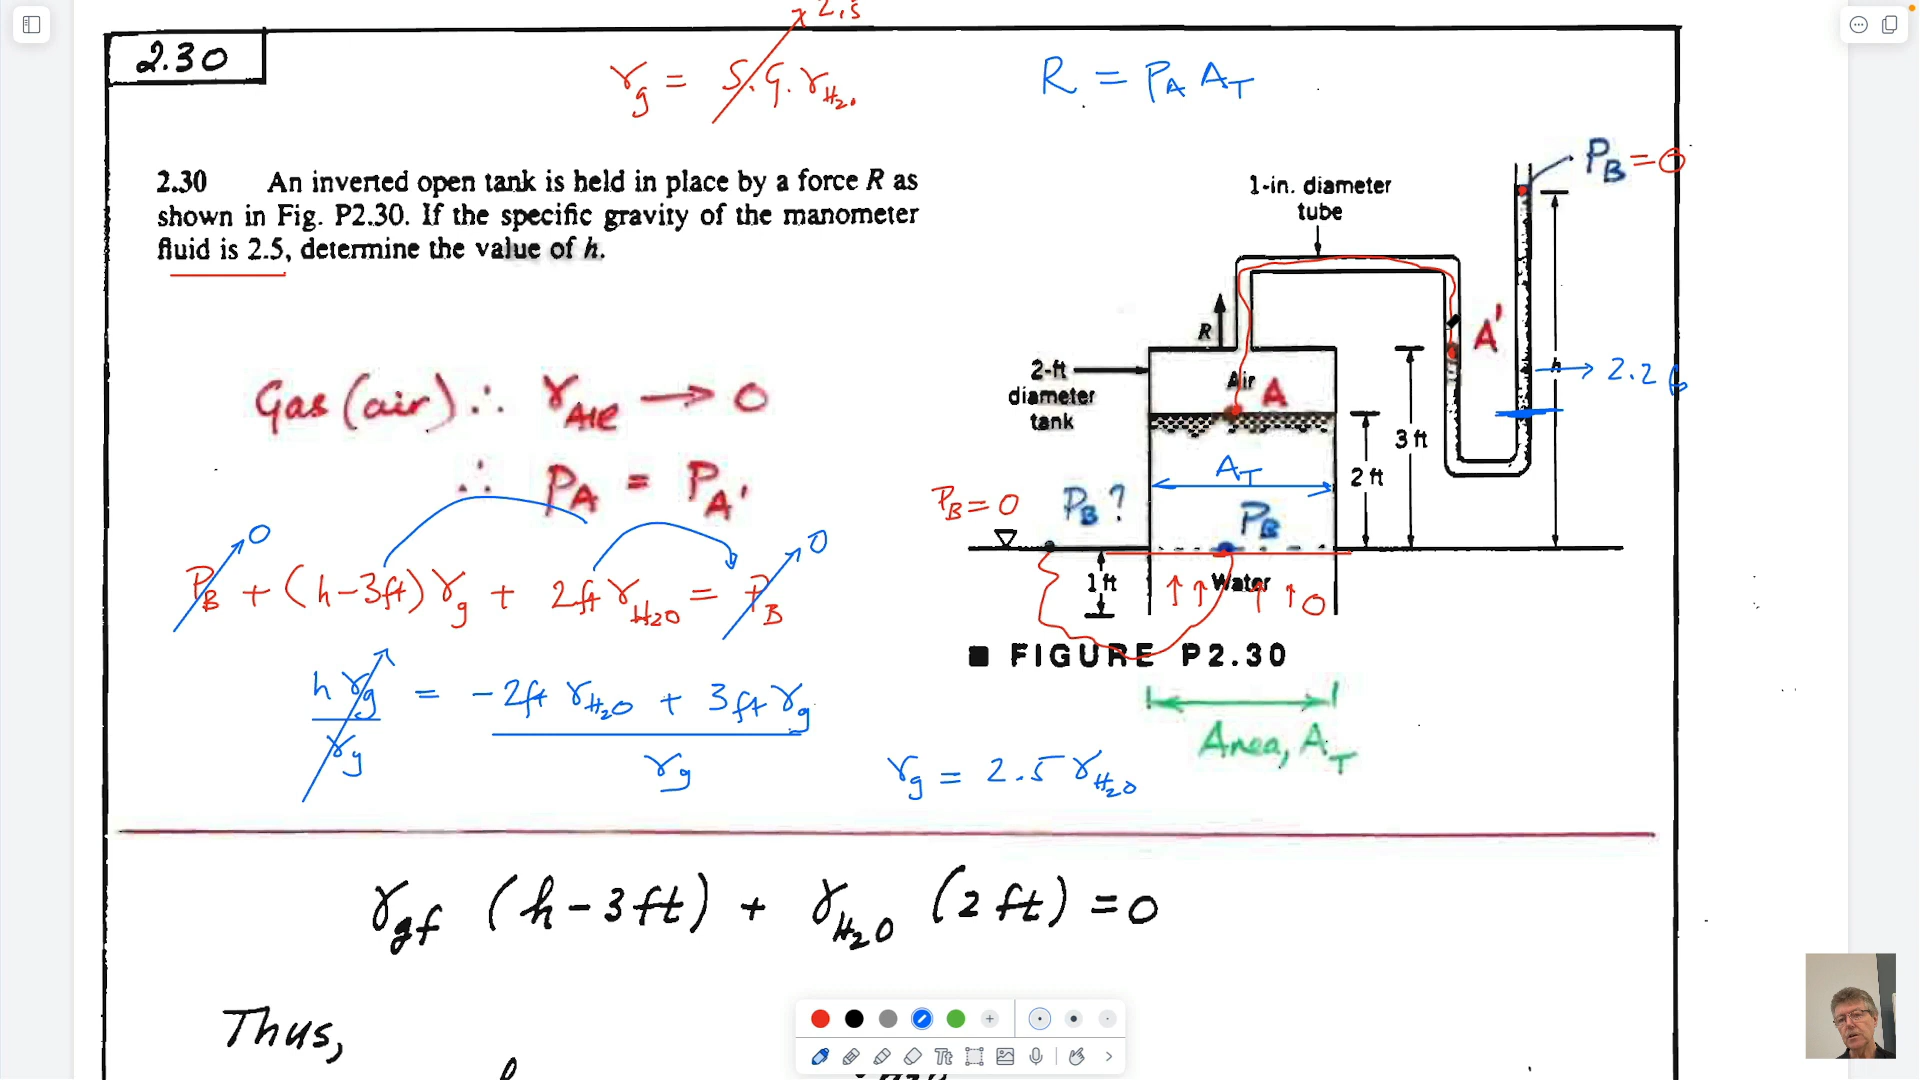 2.30
2.5
γg = S.G. γH₂O
R = PA AT
2.30 An inverted open tank is held in place by a force R as
shown in Fig. P2.30. If the specific gravity of the manometer
fluid is 2.5, determine the value of h.
PB = 0
1-in. diameter
tube
R
A'
2-ft
diameter
tank
Air A
h
2.2
3 ft
2 ft
AT
PB = 0
PB ?
PB
1 ft
Water
O
■ FIGURE P2.30
Area, AT
Gas (air) ∴ γAIR → 0
∴ PA = PA'
0
0
PB + (h-3ft) γg + 2ft γH₂O = PB
hγg / γg = -2ft γH₂O + 3ft γg / γg
γg = 2.5 γH₂O
γgf (h-3ft) + γH₂O (2 ft) = 0
Thus,
Tt